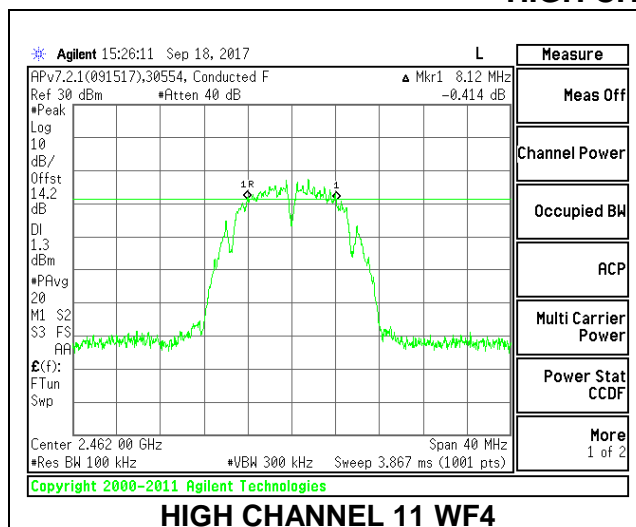 Agilent 15:26:11 Sep 18, 2017 L
APv7.2.1(091517),30554, Conducted F
▲ Mkr1 8.12 MHz
Ref 30 dBm #Atten 40 dB -0.414 dB
#Peak
Log
10
dB/
Offst
14.2
dB
DI
1.3
dBm
#PAvg
20
M1 S2
S3 FS
AA
£(f):
FTun
Swp
1R
1
Center 2.462 00 GHz Span 40 MHz
#Res BW 100 kHz #VBW 300 kHz Sweep 3.867 ms (1001 pts)
Copyright 2000-2011 Agilent Technologies
Measure
Meas Off
Channel Power
Occupied BW
ACP
Multi Carrier
Power
Power Stat
CCDF
More
1 of 2
HIGH CHANNEL 11 WF4